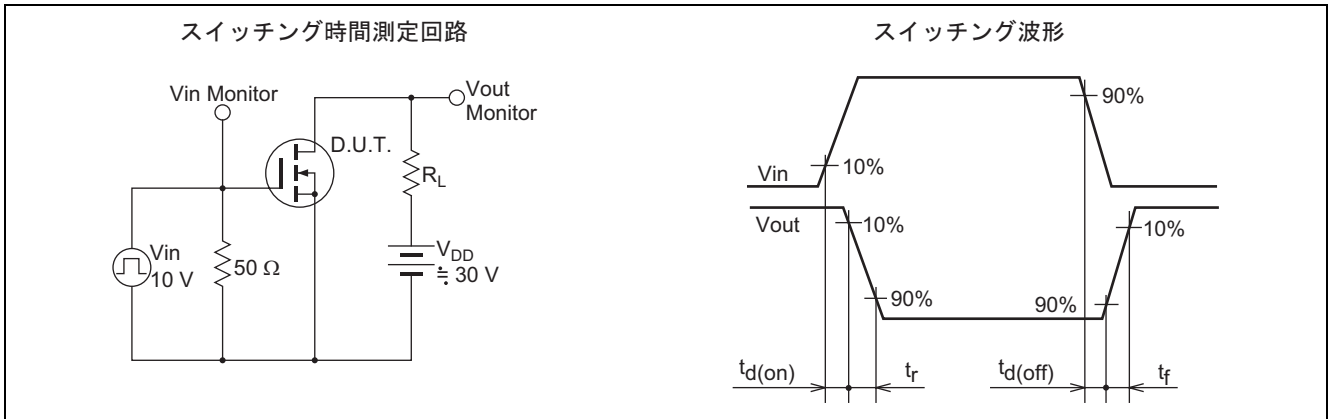 スイッチング時間測定回路
Vin Monitor
Vout
Monitor
D.U.T.
RL
Vin
10 V
50 Ω
VDD
≒ 30 V
スイッチング波形
90%
10%
Vin
Vout
10%
10%
90%
90%
td(on)
tr
td(off)
tf